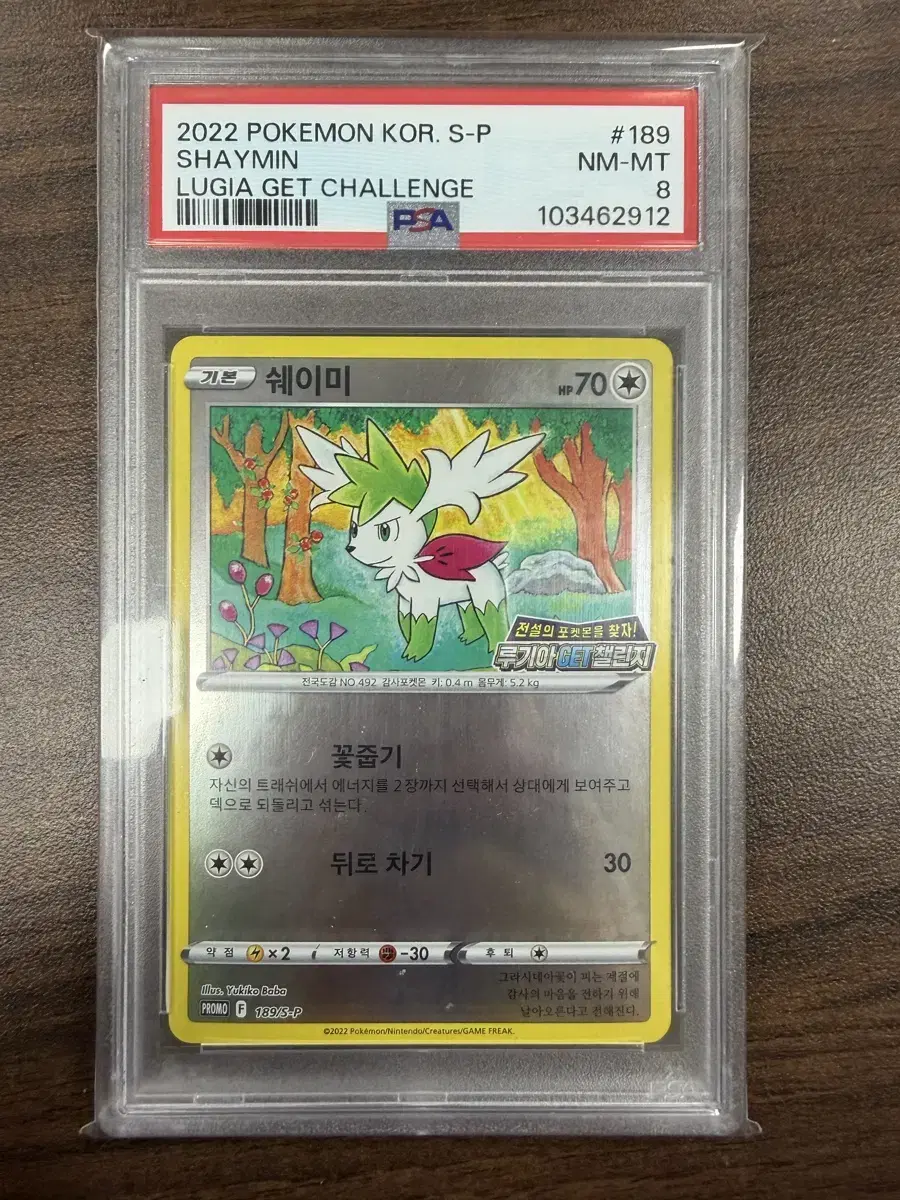 2022 POKEMON KOR. S-P #189
SHAYMIN NM-MT
LUGIA GET CHALLENGE 8
PSA 103462912
기본 쉐이미 HP 70
전설의 포켓몬을 찾자!
루기아GET챌린지
전국도감 NO.492 감사포켓몬 키: 0.4 m 몸무게: 5.2 kg
꽃줍기
자신의 트래쉬에서 에너지를 2장까지 선택해서 상대에게 보여주고
덱으로 되돌리고 섞는다.
뒤로 차기 30
약점 ×2 저항력 -30 후퇴
그라시데아꽃이 피는 계절에
감사의 마음을 전하기 위해
날아오른다고 전해진다.
Illus. Yukiko Baba
PROMO F 189/S-P
©2022 Pokémon/Nintendo/Creatures/GAME FREAK.